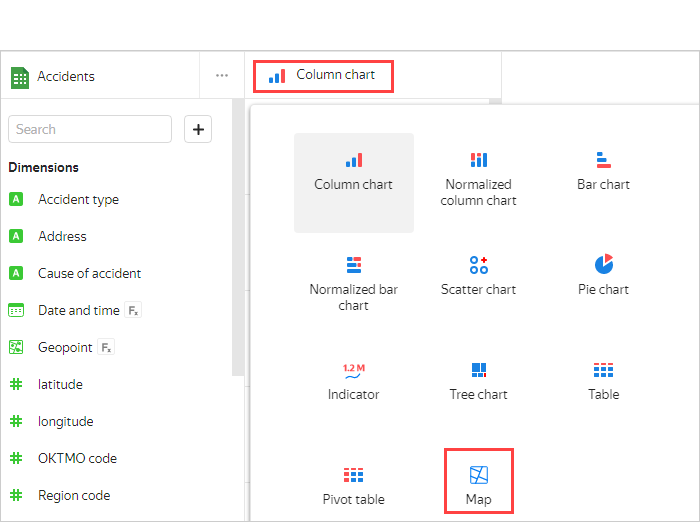 Accidents
Column chart
Search
Dimensions
A Accident type
A Address
A Cause of accident
Date and time Fx
Geopoint Fx
# latitude
# longitude
# OKTMO code
# Region code
Column chart
Normalized
column chart
Bar chart
Normalized bar
chart
Scatter chart
Pie chart
1.2 M
Indicator
Tree chart
Table
Pivot table
Map